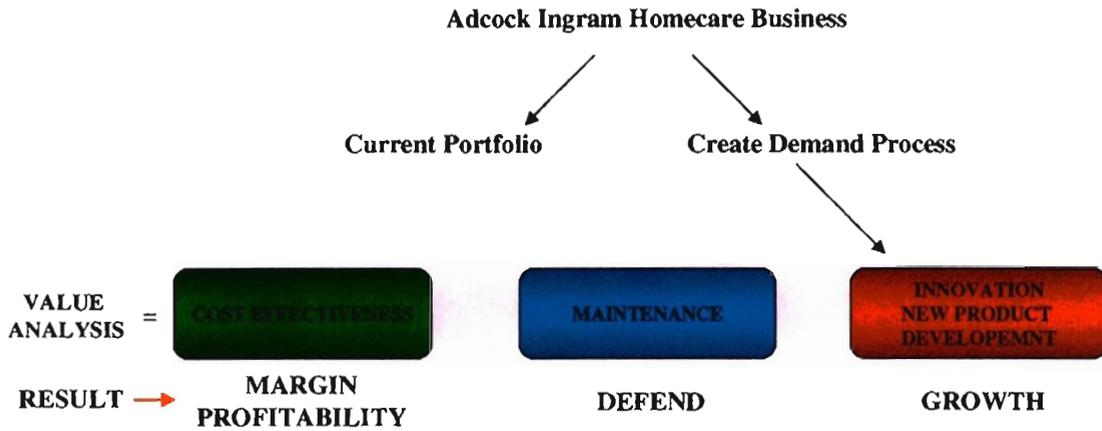 Adcock Ingram Homecare Business
Current Portfolio
Create Demand Process
VALUE
ANALYSIS
=
COST EFFECTIVENESS
MAINTENANCE
INNOVATION
NEW PRODUCT
DEVELOPEMNT
RESULT
MARGIN
PROFITABILITY
DEFEND
GROWTH